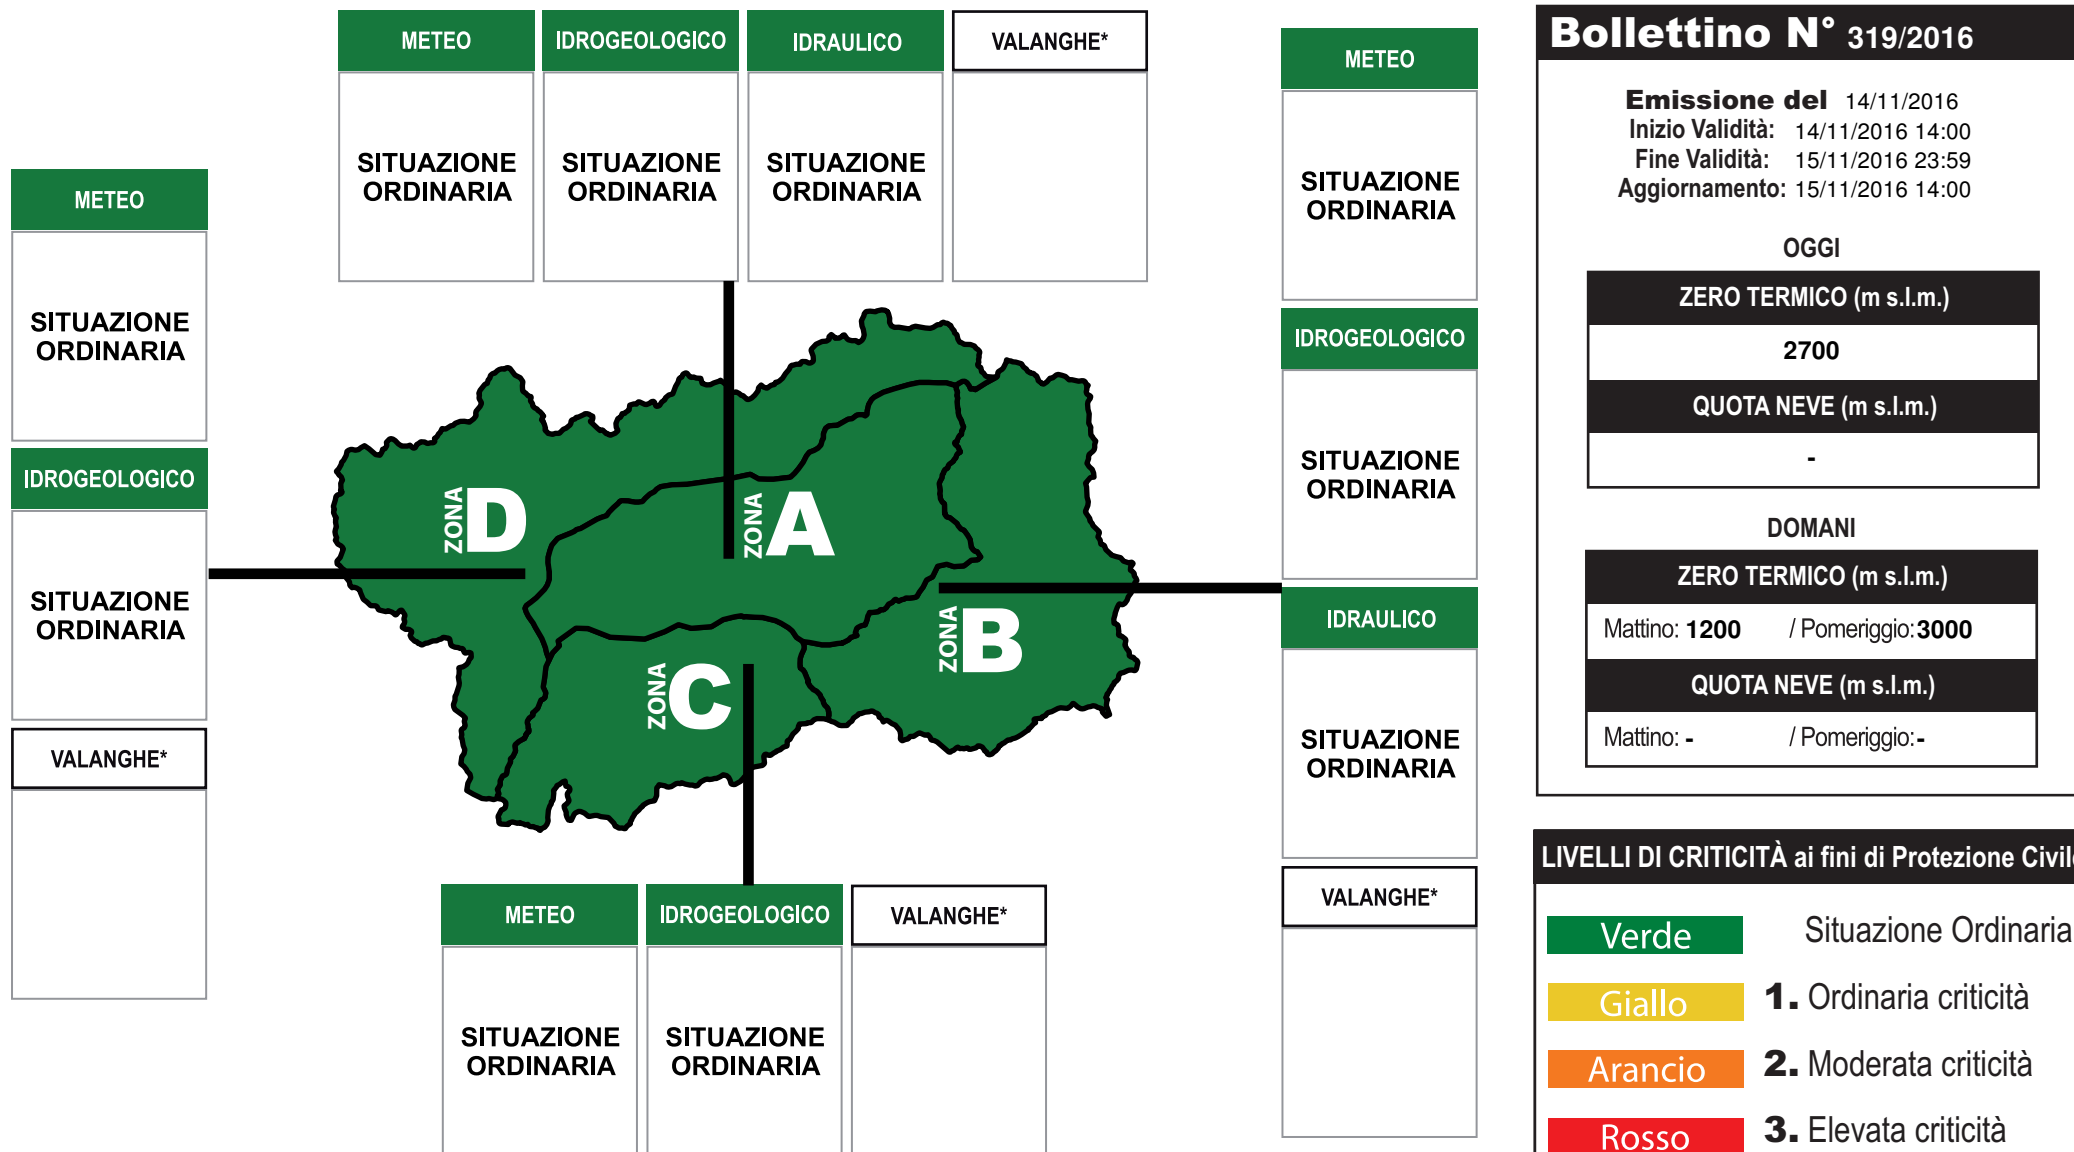 METEO IDROGEOLOGICO IDRAULICO VALANGHE*
SITUAZIONE ORDINARIA
SITUAZIONE ORDINARIA
SITUAZIONE ORDINARIA
METEO
SITUAZIONE
ORDINARIA
IDROGEOLOGICO
SITUAZIONE
ORDINARIA
VALANGHE*
ZONA D
ZONA A
ZONA B
ZONA C
METEO
SITUAZIONE
ORDINARIA
IDROGEOLOGICO
SITUAZIONE
ORDINARIA
IDRAULICO
SITUAZIONE
ORDINARIA
VALANGHE*
METEO IDROGEOLOGICO VALANGHE*
SITUAZIONE ORDINARIA
SITUAZIONE ORDINARIA
Bollettino N° 319/2016
Emissione del 14/11/2016
Inizio Validità: 14/11/2016 14:00
Fine Validità: 15/11/2016 23:59
Aggiornamento: 15/11/2016 14:00
OGGI
ZERO TERMICO (m s.l.m.)
2700
QUOTA NEVE (m s.l.m.)
-
DOMANI
ZERO TERMICO (m s.l.m.)
Mattino: 1200 / Pomeriggio: 3000
QUOTA NEVE (m s.l.m.)
Mattino: - / Pomeriggio: -
LIVELLI DI CRITICITÀ ai fini di Protezione Civile
Verde Situazione Ordinaria
Giallo 1. Ordinaria criticità
Arancio 2. Moderata criticità
Rosso 3. Elevata criticità